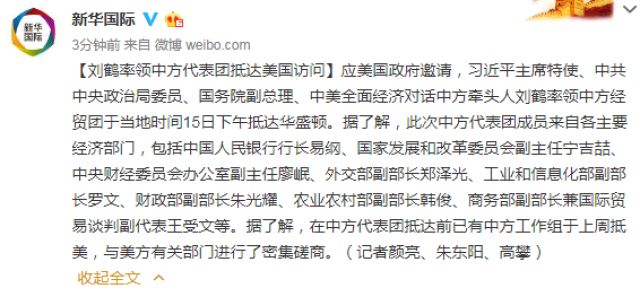 新华
国际
新华国际
3分钟前 来自 微博 weibo.com
【刘鹤率领中方代表团抵达美国访问】应美国政府邀请，习近平主席特使、中共
中央政治局委员、国务院副总理、中美全面经济对话中方牵头人刘鹤率领中方经
贸团于当地时间15日下午抵达华盛顿。据了解，此次中方代表团成员来自各主要
经济部门，包括中国人民银行行长易纲、国家发展和改革委员会副主任宁吉喆、
中央财经委员会办公室副主任廖岷、外交部副部长郑泽光、工业和信息化部副部
长罗文、财政部副部长朱光耀、农业农村部副部长韩俊、商务部副部长兼国际贸
易谈判副代表王受文等。据了解，在中方代表团抵达前已有中方工作组于上周抵
美，与美方有关部门进行了密集磋商。（记者颜亮、朱东阳、高攀）
收起全文